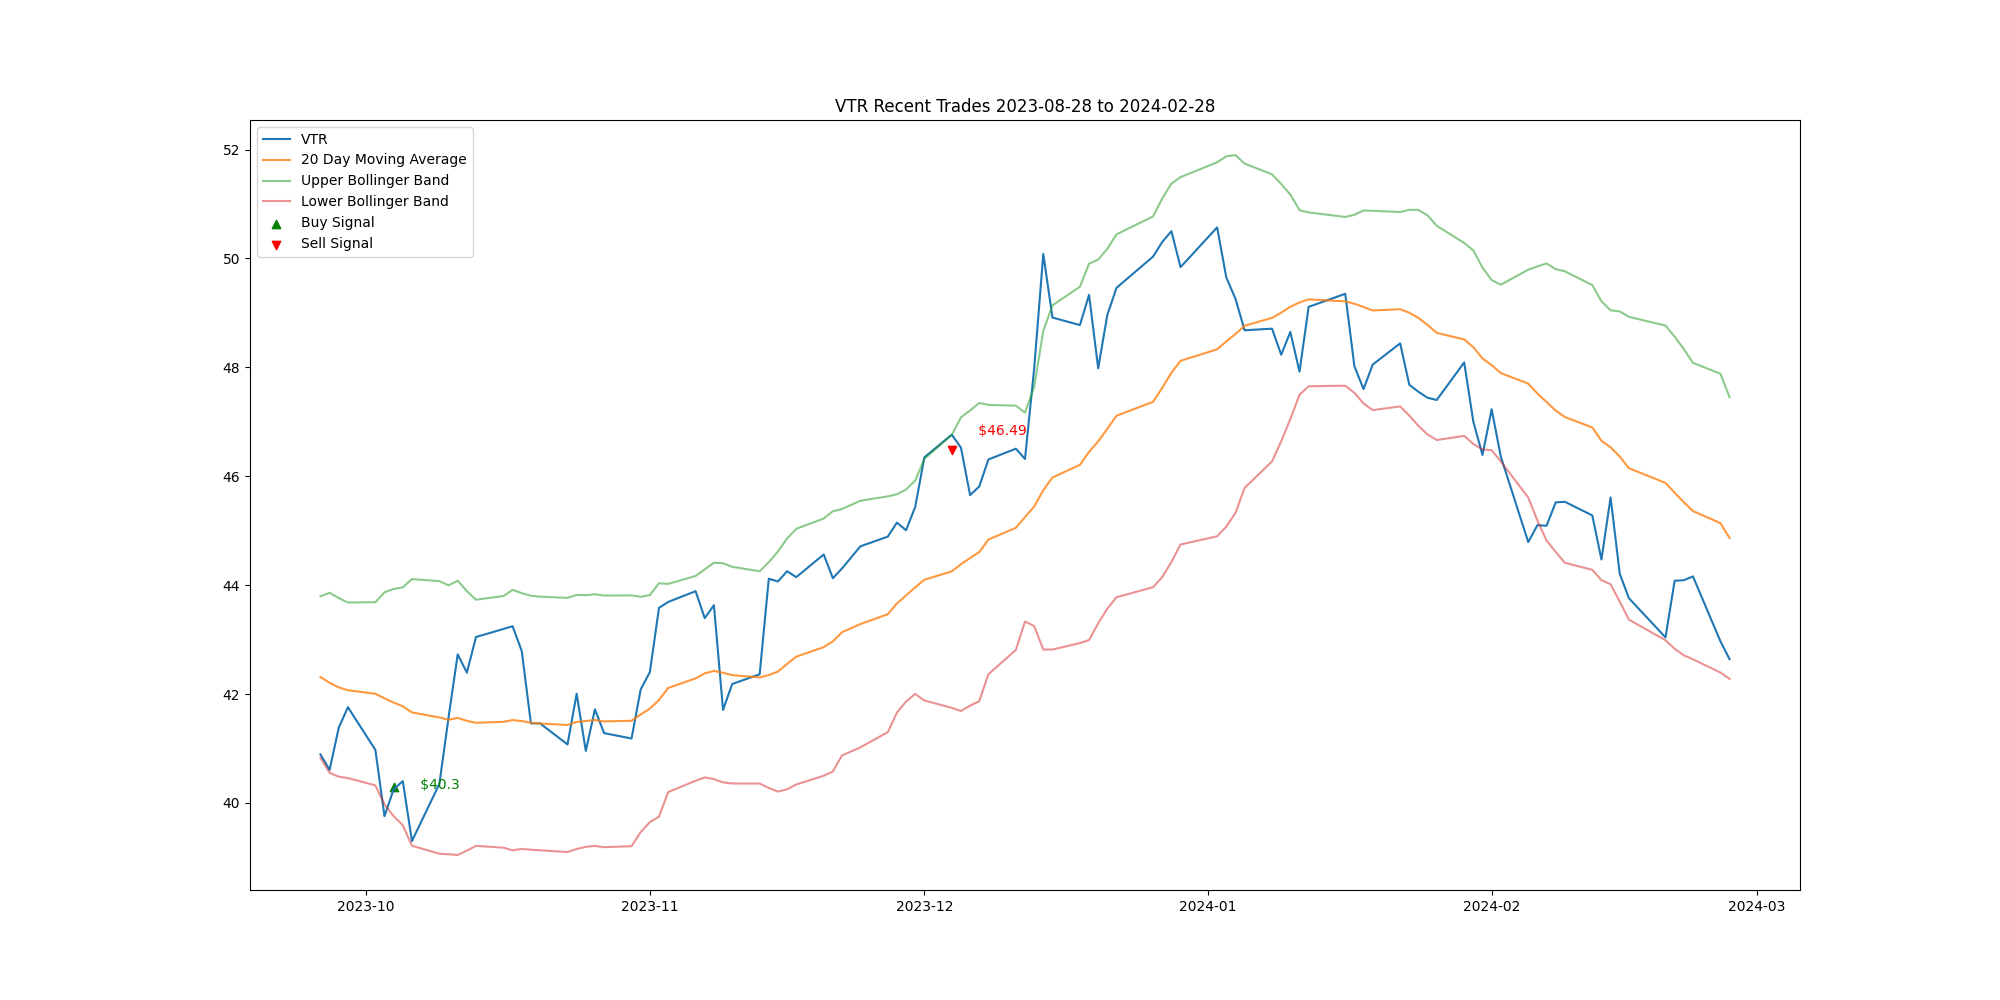 VTR Recent Trades 2023-08-28 to 2024-02-28
VTR
20 Day Moving Average
Upper Bollinger Band
Lower Bollinger Band
Buy Signal
Sell Signal
52
50
48
46
44
42
40
$46.49
$40.3
2023-10
2023-11
2023-12
2024-01
2024-02
2024-03